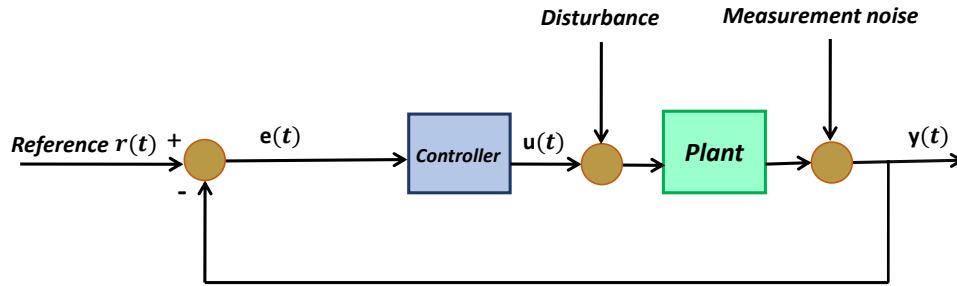 Disturbance
Measurement noise
Reference r(t)
+
e(t)
Controller
u(t)
Plant
y(t)
-